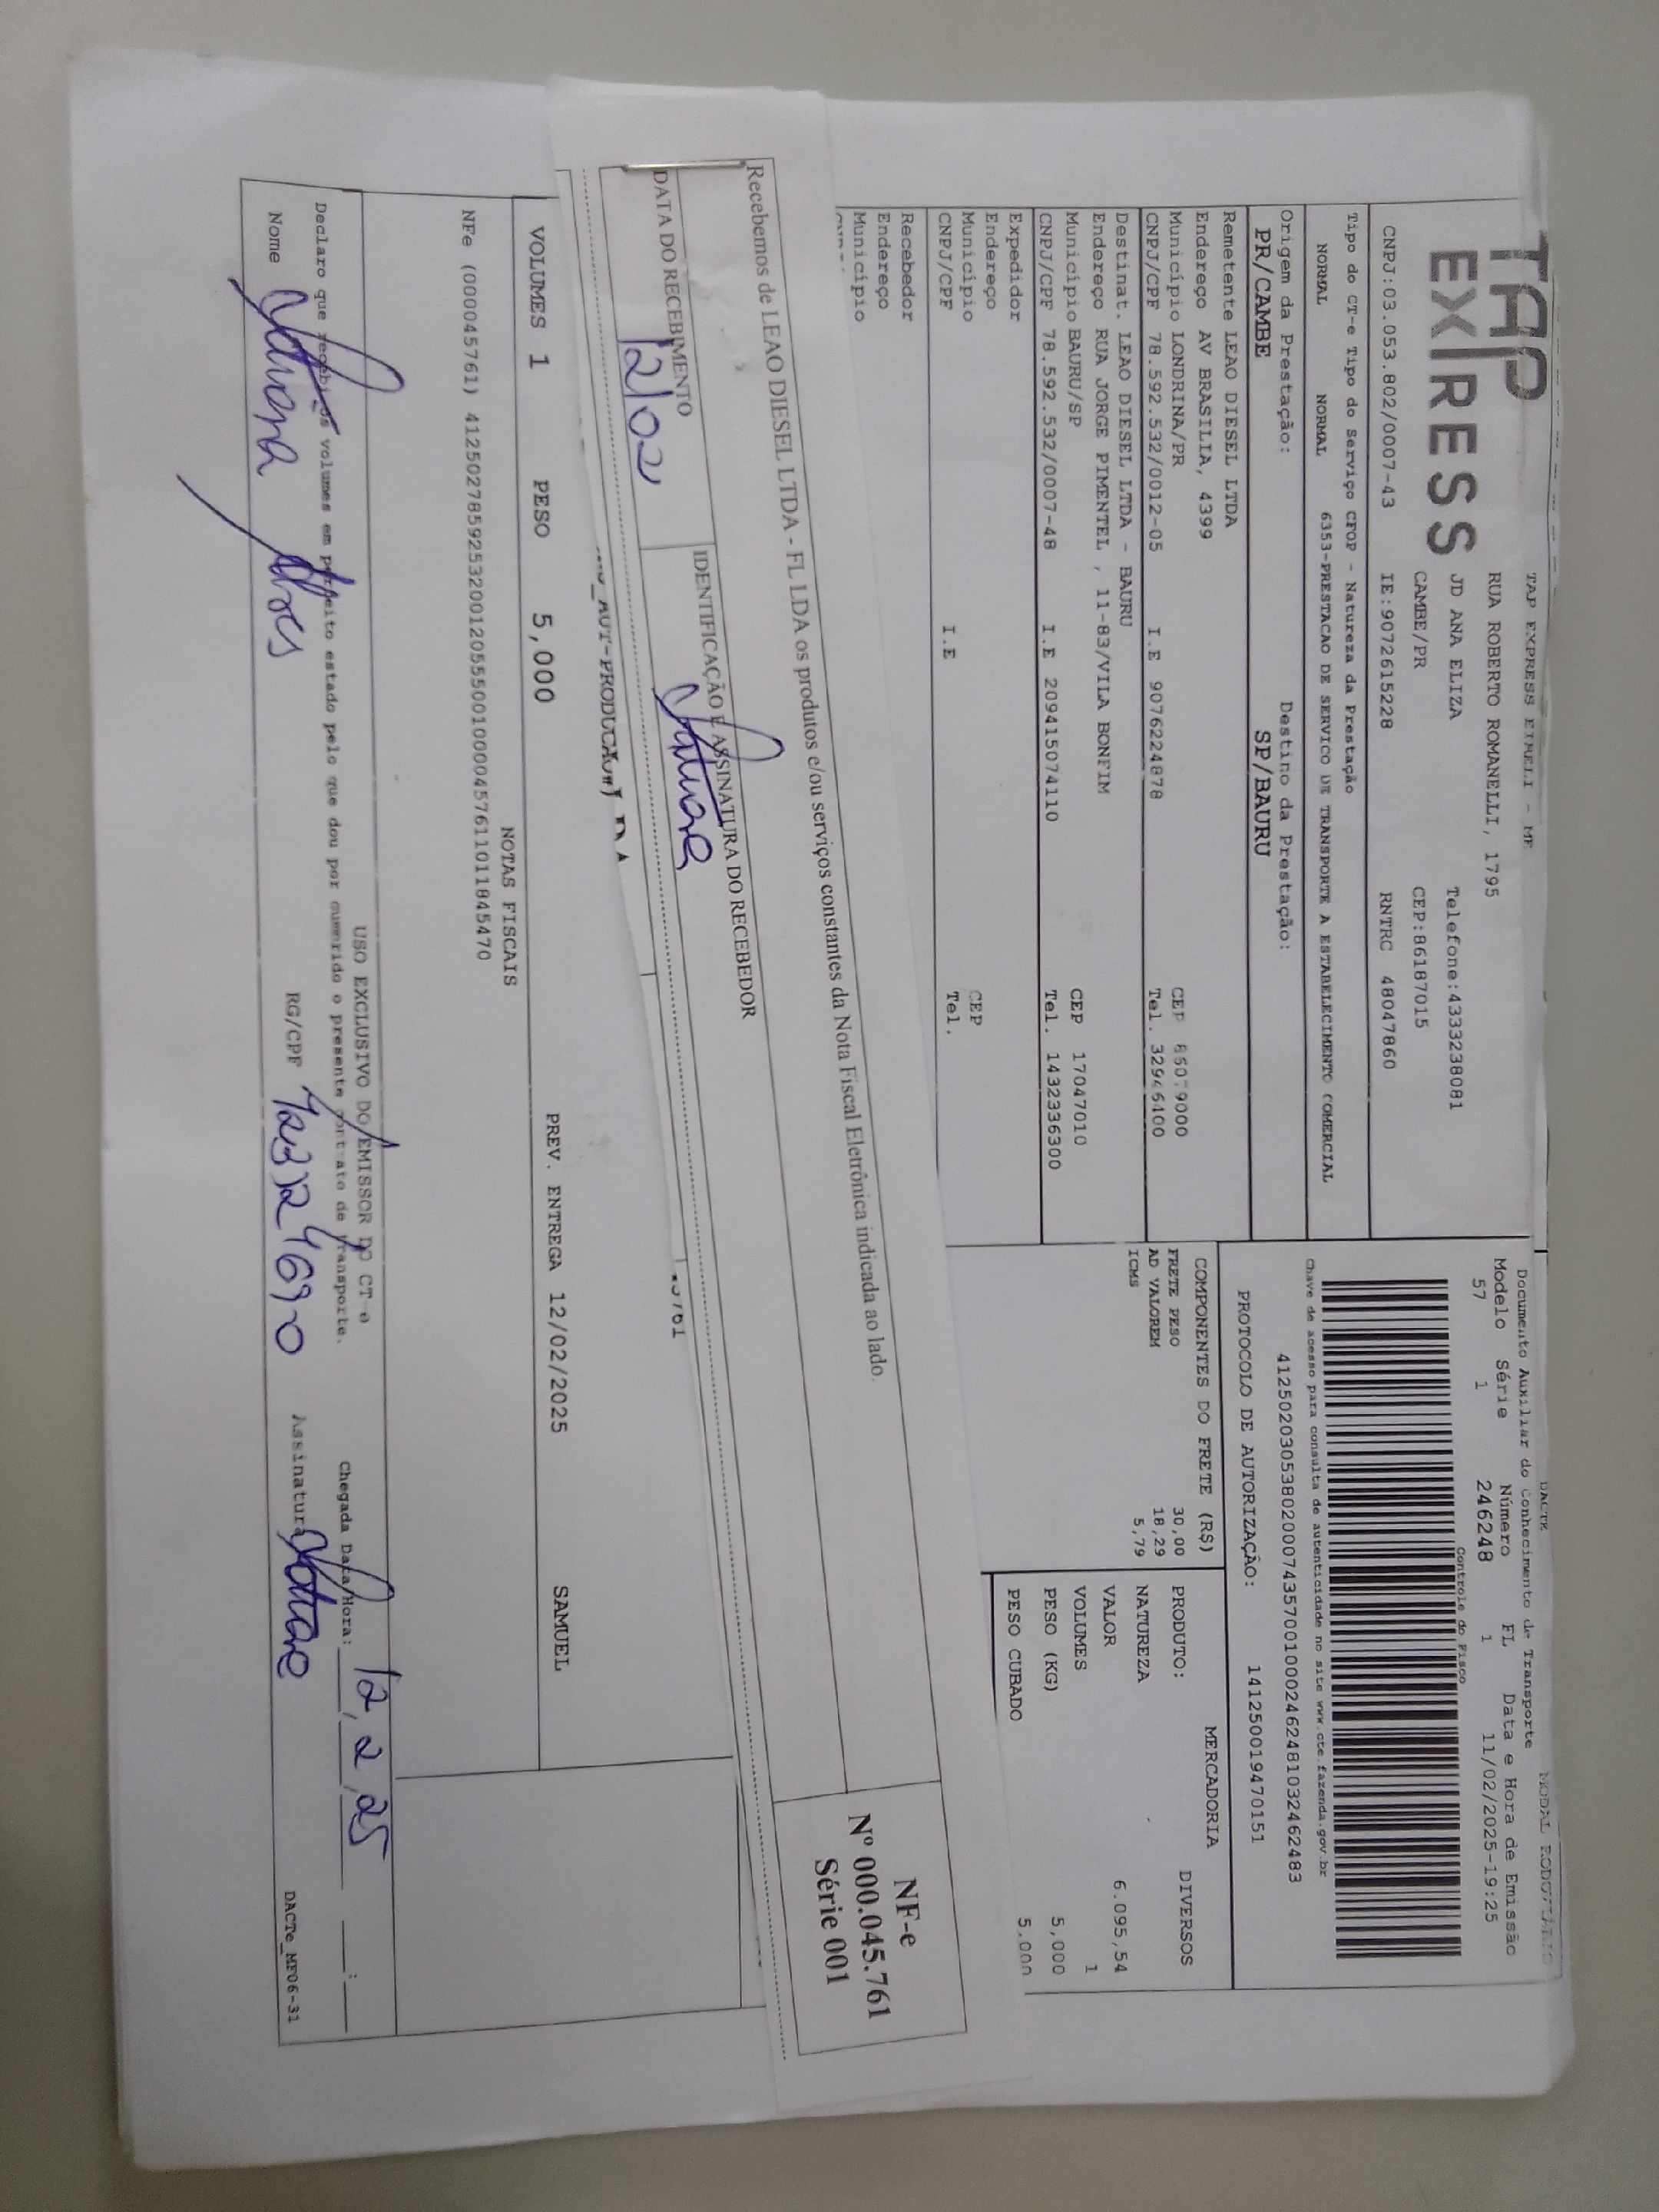 TAP
EXPRESS
TAP EXPRESS EIRELI - MF
RUA ROBERTO ROMANELLI, 1795
JD ANA ELIZA Telefone:4333238081
CAMBE/PR CEP:86187015
CNPJ:03.053.802/0007-43 IE:9072615228 RNTRC 48047860
DACTE MODAL RODOVIÁRIO
Documento Auxiliar do Conhecimento de Transporte
Modelo Série Número FL Data e Hora de Emissão
57 1 246248 1 11/02/2025-19:25
Controle do Fisco
Chave de acesso para consulta de autenticidade no site www.cte.fazenda.gov.br
41250203053802000743570010002462481032462483
PROTOCOLO DE AUTORIZAÇÃO: 141250019470151
Tipo do CT-e Tipo do Serviço CFOP - Natureza da Prestação
NORMAL NORMAL 6353-PRESTACAO DE SERVICO DE TRANSPORTE A ESTABELECIMENTO COMERCIAL
Origem da Prestação: Destino da Prestação:
PR/CAMBE SP/BAURU
Remetente LEAO DIESEL LTDA
Endereço AV BRASILIA, 4399
Município LONDRINA/PR CEP
CNPJ/CPF 78.592.532/0012-05 I.E 9076224878 Tel.
Destinat. LEAO DIESEL LTDA - BAURU
Endereço RUA JORGE PIMENTEL , 11-83/VILA BONFIM
Município BAURU/SP CEP 17047010
CNPJ/CPF 78.592.532/0007-48 I.E 209415074110 Tel. 1432336300
Expedidor
Endereço
Município CEP
CNPJ/CPF I.E Tel.
Recebedor
Endereço
Município
COMPONENTES DO FRETE (R$)
FRETE PESO 30,00
AD VALOREM 18,29
ICMS 5,79
MERCADORIA
PRODUTO: DIVERSOS
NATUREZA
VALOR 6.095,54
VOLUMES 1
PESO (KG) 5,000
PESO CUBADO 5,000
Recebemos de LEAO DIESEL LTDA - FL LDA os produtos e/ou serviços constantes da Nota Fiscal Eletrônica indicada ao lado.
DATA DO RECEBIMENTO IDENTIFICAÇÃO E ASSINATURA DO RECEBEDOR
12/02
NF-e
Nº 000.045.761
Série 001
VOLUMES 1 PESO 5,000 PREV. ENTREGA 12/02/2025 SAMUEL
NOTAS FISCAIS
NFe (000045761) 41250278592532001205550010000457611011845470
USO EXCLUSIVO DO EMISSOR DO CT-e
Declaro que recebi os volumes em perfeito estado pelo que dou por cumprido o presente contrato de transporte.
Chegada Data/Hora: 12/2/25 __:__
Nome RG/CPF Assinatura
DACTe_MF06-31